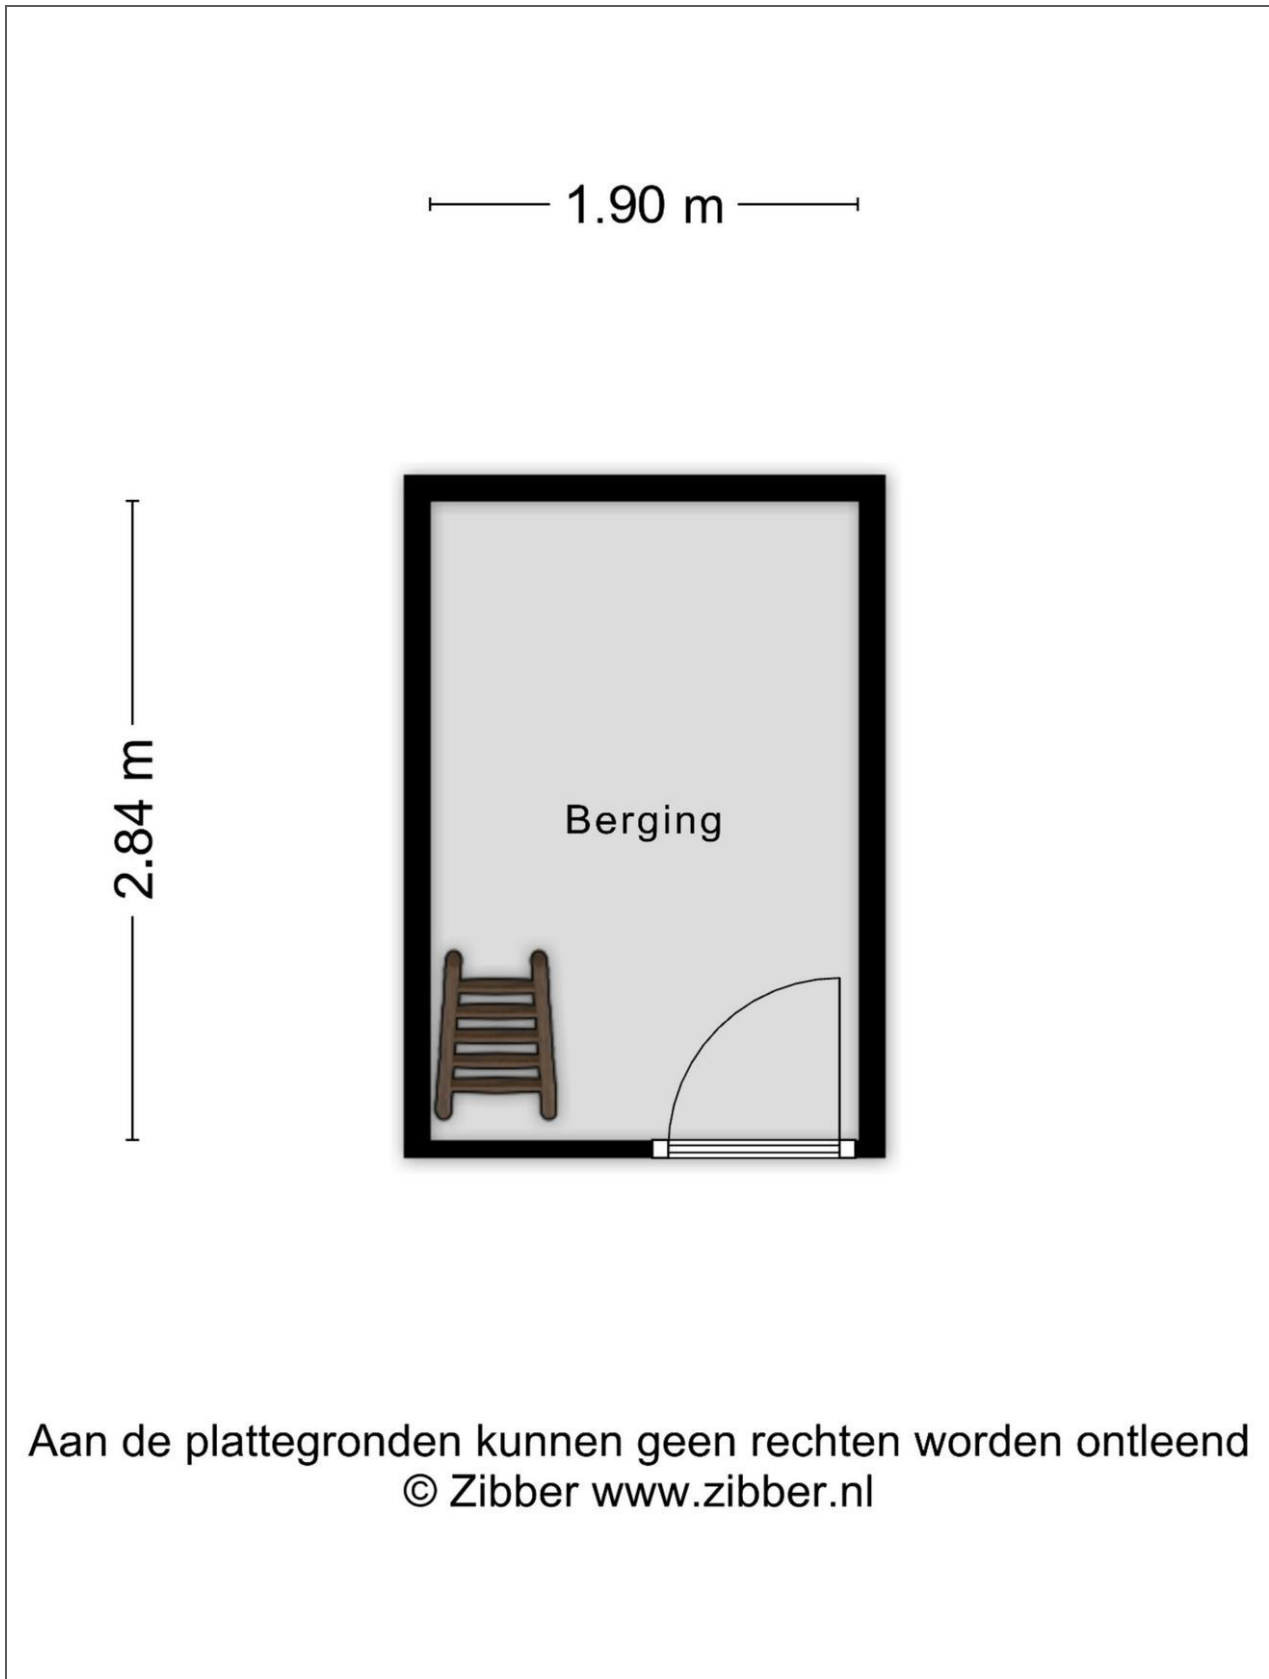 1.90 m
2.84 m
Berging
Aan de plattegronden kunnen geen rechten worden ontleend
© Zibber www.zibber.nl